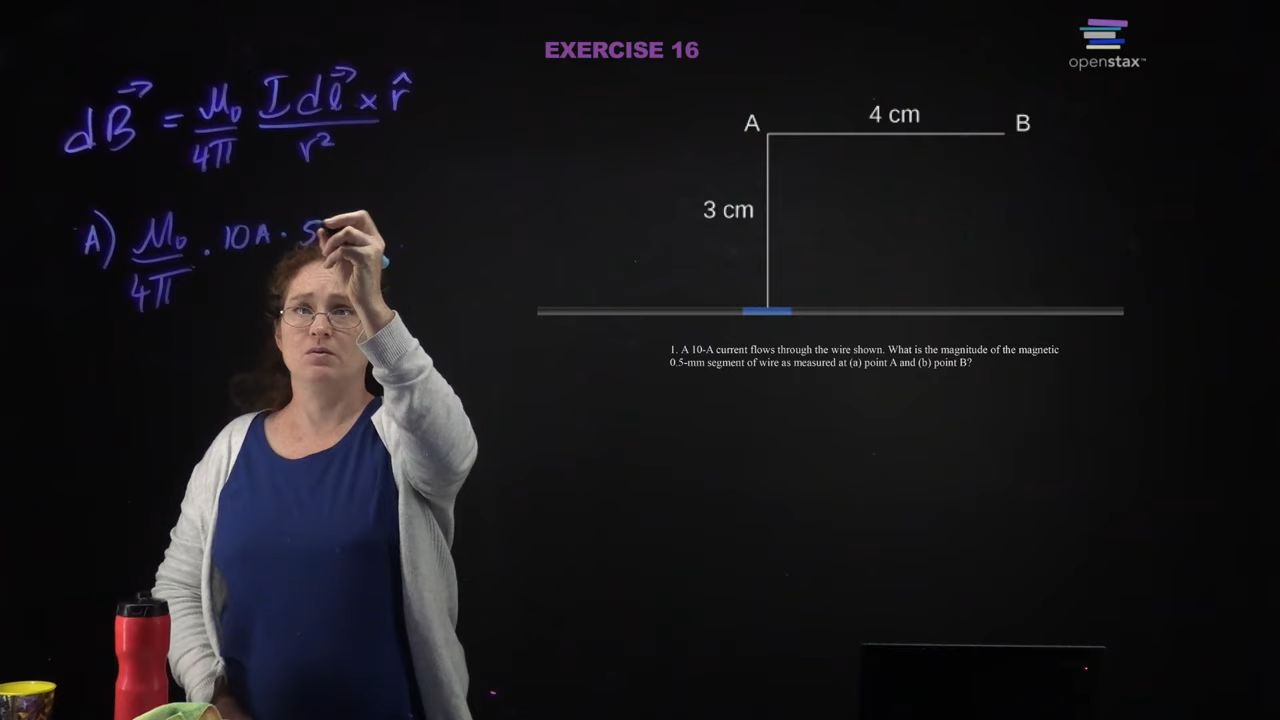 EXERCISE 16
openstax™
dB⃗ = μ₀/4π I dl⃗ × r̂/r²
A) μ₀/4π · 10A · 5
A
4 cm
B
3 cm
1. A 10-A current flows through the wire shown. What is the magnitude of the magnetic
0.5-mm segment of wire as measured at (a) point A and (b) point B?